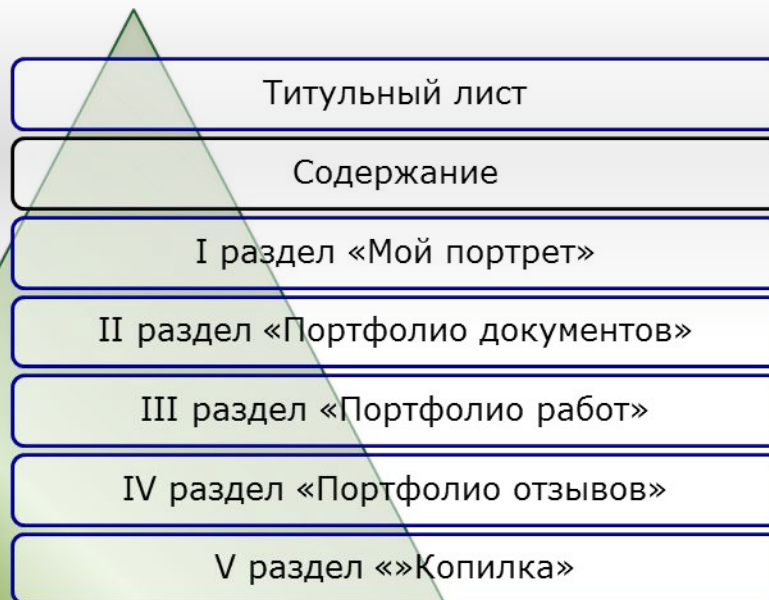 Титульный лист
Содержание
I раздел «Мой портрет»
II раздел «Портфолио документов»
III раздел «Портфолио работ»
IV раздел «Портфолио отзывов»
V раздел «»Копилка»